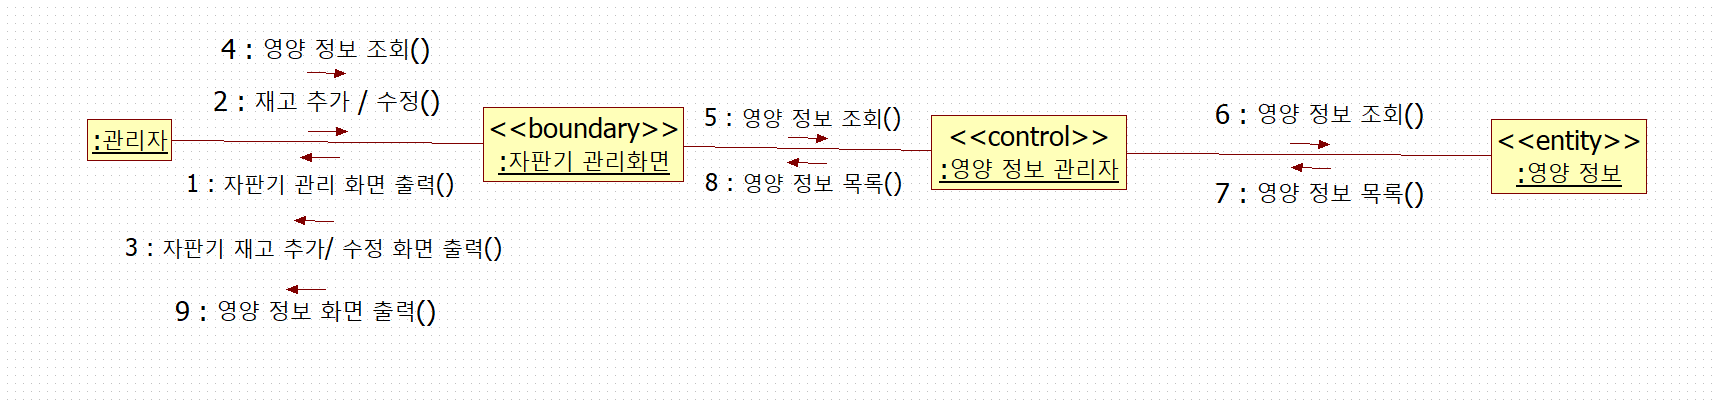 4 : 영양 정보 조회()
2 : 재고 추가 / 수정()
:관리자
1 : 자판기 관리 화면 출력()
3 : 자판기 재고 추가/ 수정 화면 출력()
9 : 영양 정보 화면 출력()
<<boundary>>
:자판기 관리화면
5 : 영양 정보 조회()
8 : 영양 정보 목록()
<<control>>
:영양 정보 관리자
6 : 영양 정보 조회()
7 : 영양 정보 목록()
<<entity>>
:영양 정보